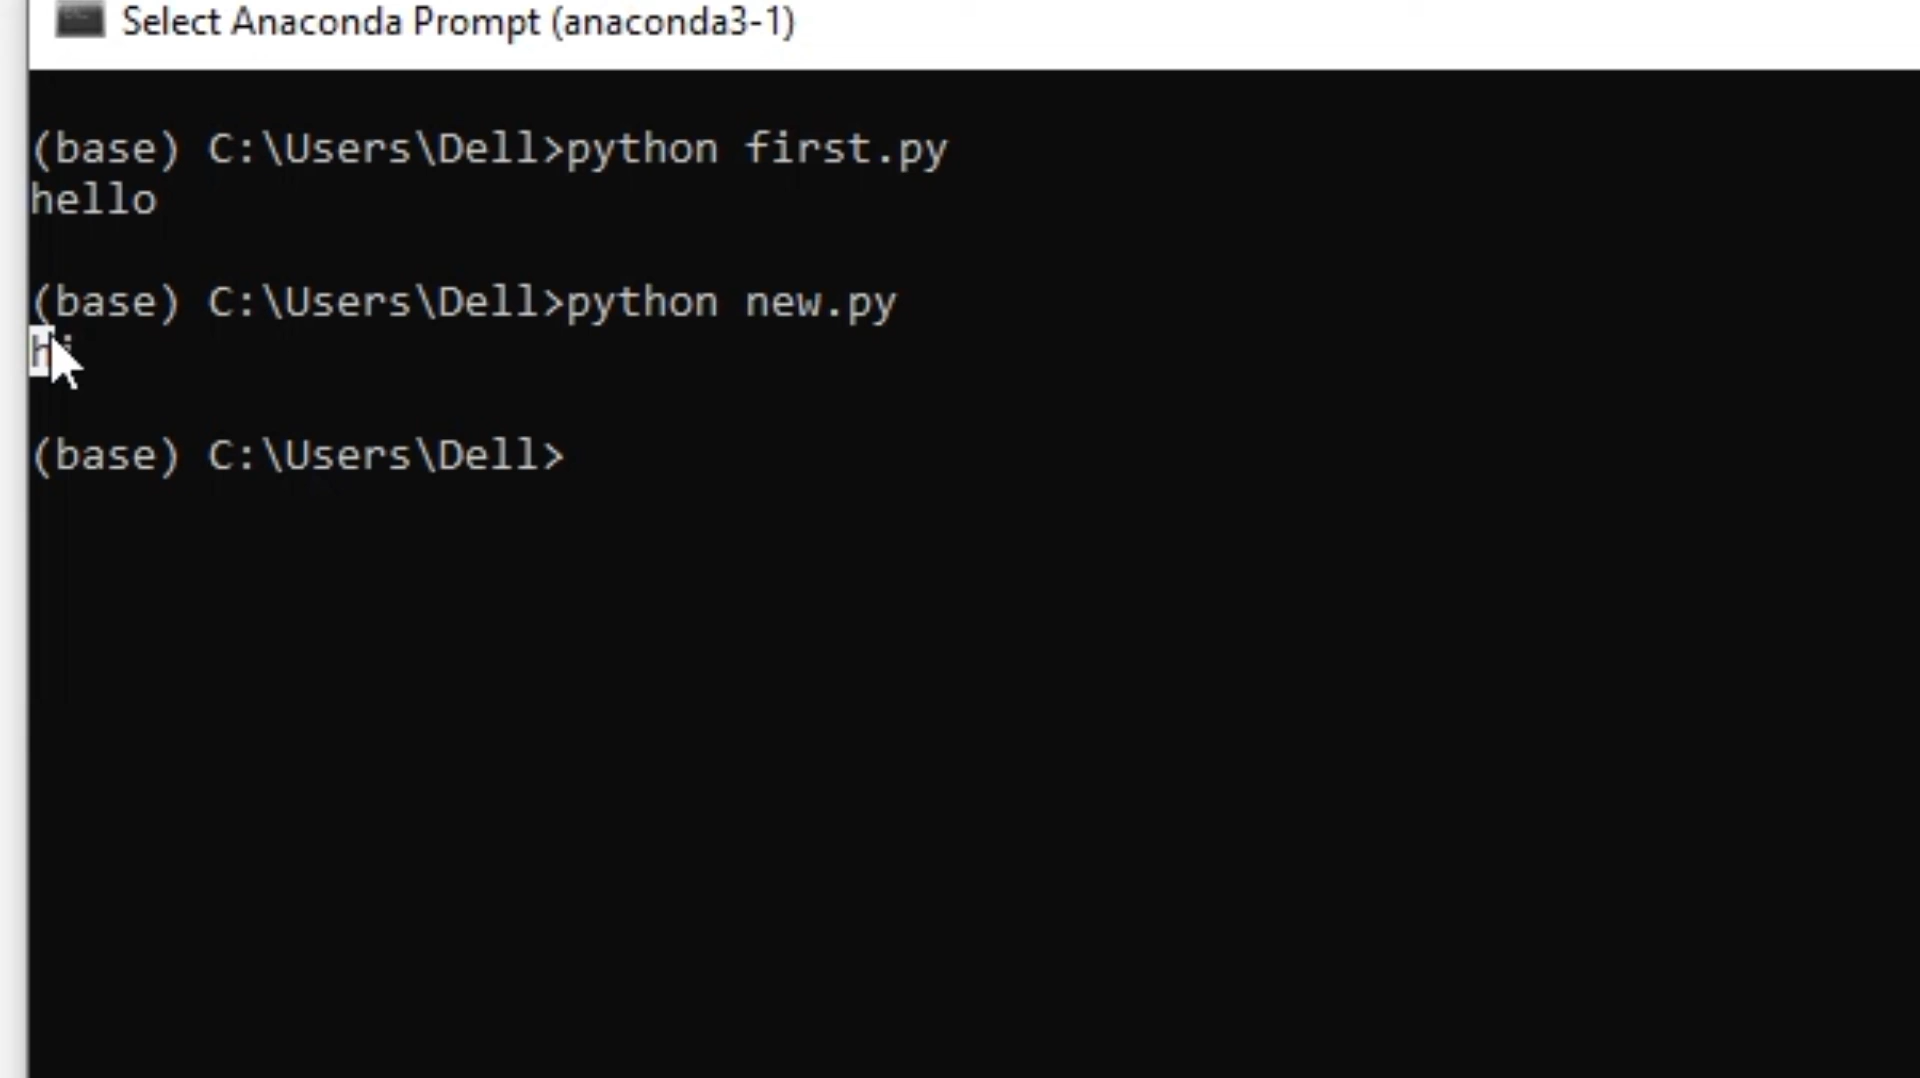 Select Anaconda Prompt (anaconda3-1)
(base) C:\Users\Dell>python first.py
hello
(base) C:\Users\Dell>python new.py
hi
(base) C:\Users\Dell>